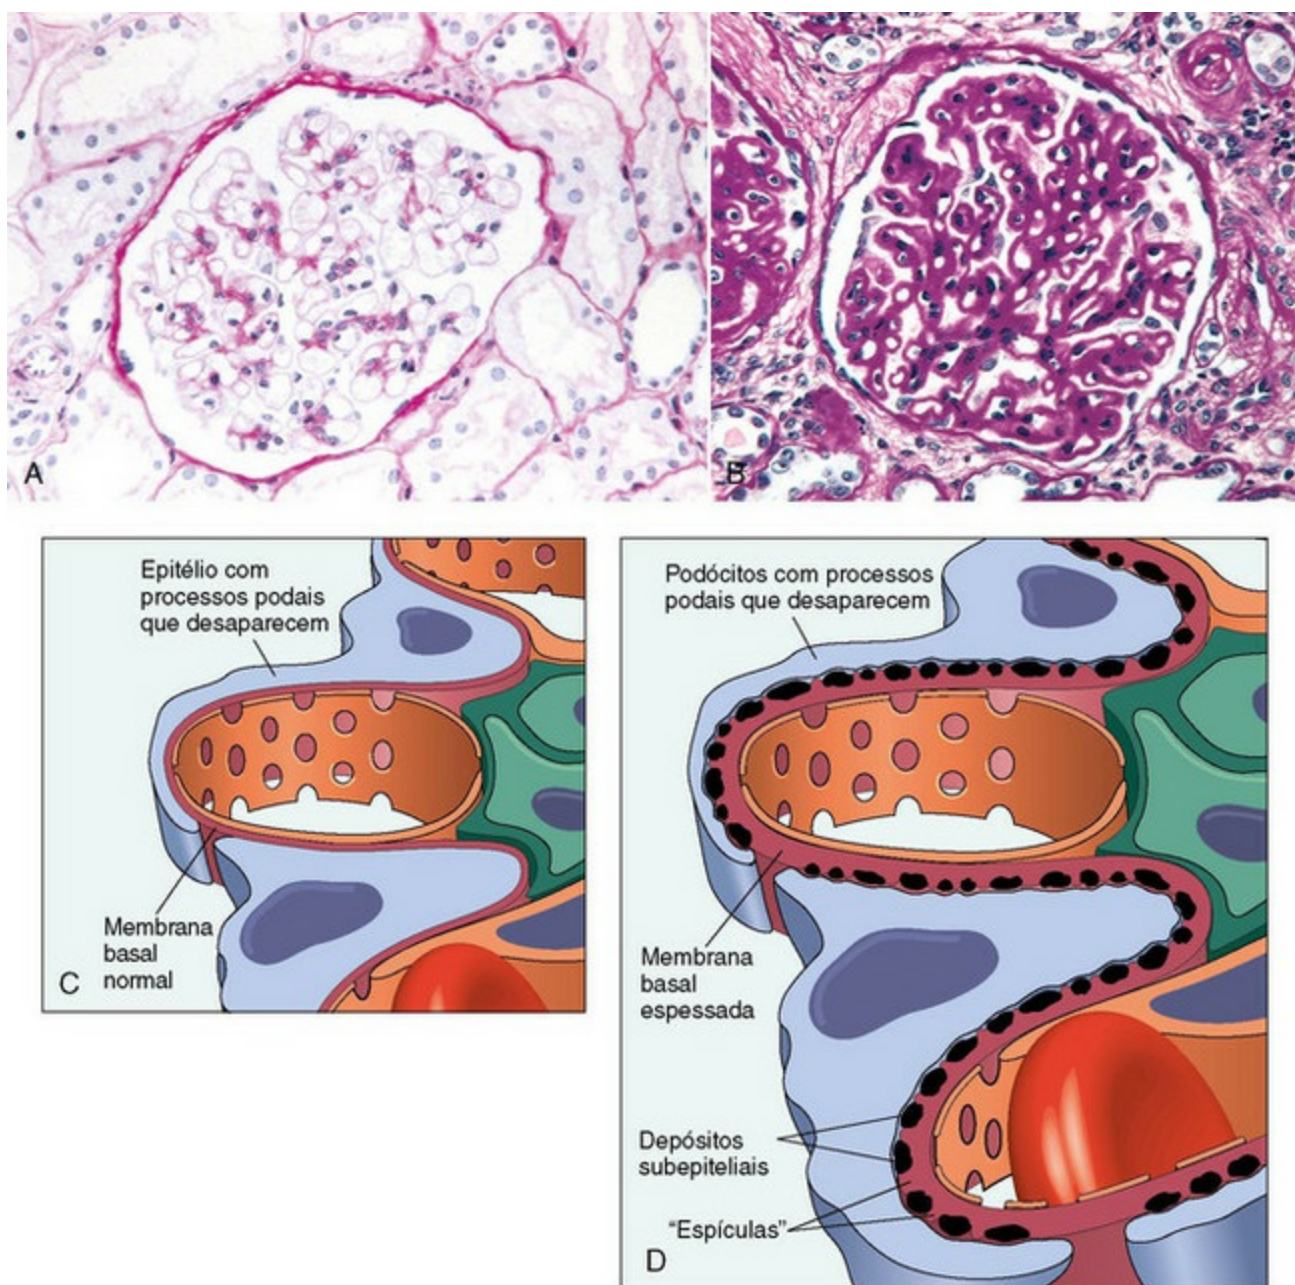 A
B
Epitélio com
processos podais
que desaparecem
Membrana
basal
normal
C
Podócitos com processos
podais que desaparecem
Membrana
basal
espessada
Depósitos
subepiteliais
“Espículas”
D